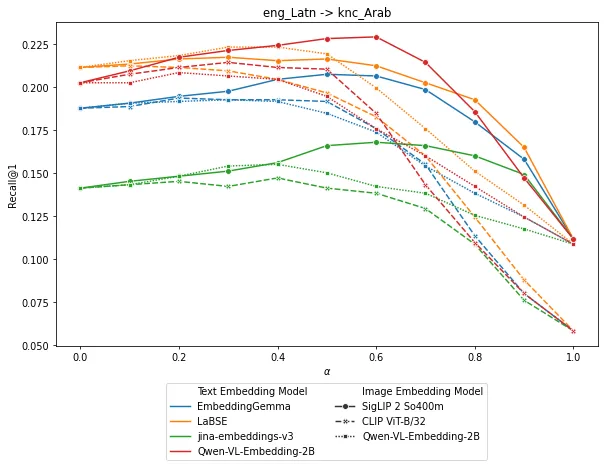 eng_Latn -> knc_Arab
Recall@1
0.225
0.200
0.175
0.150
0.125
0.100
0.075
0.050
0.0 0.2 0.4 0.6 0.8 1.0
α
Text Embedding Model Image Embedding Model
EmbeddingGemma SigLIP 2 So400m
LaBSE CLIP ViT-B/32
jina-embeddings-v3 Qwen-VL-Embedding-2B
Qwen-VL-Embedding-2B